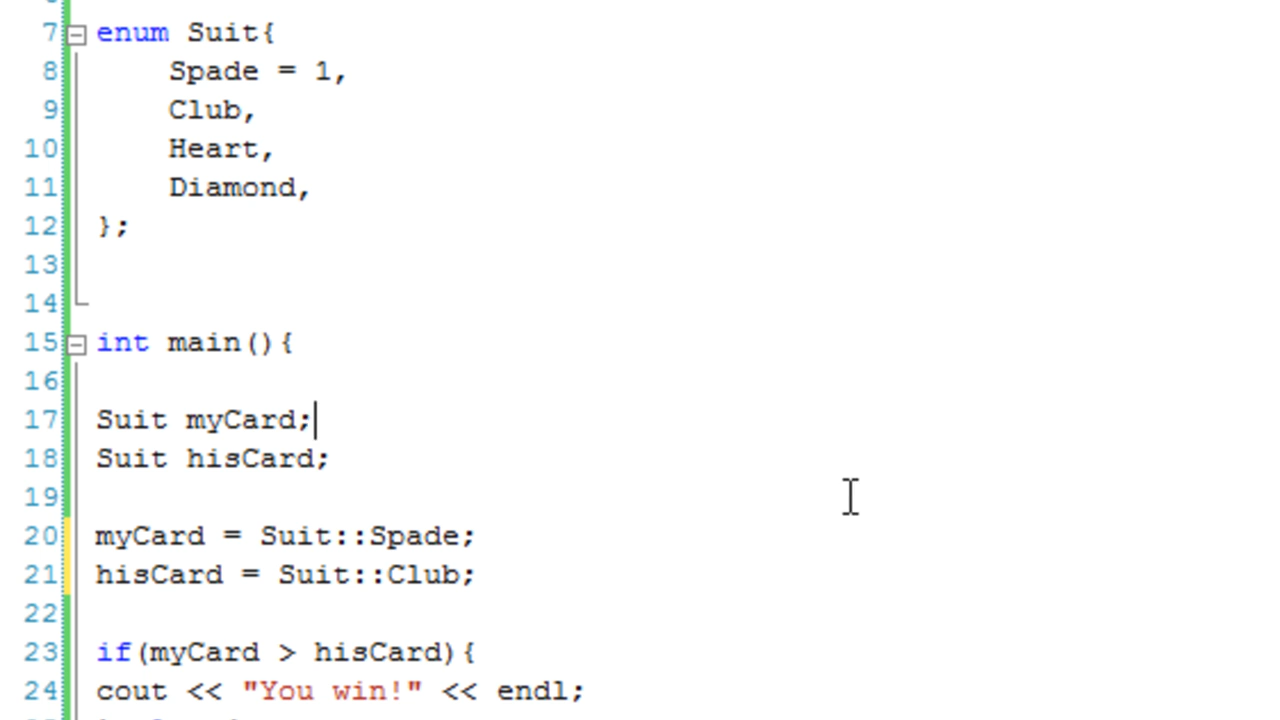 7 enum Suit{
8 Spade = 1,
9 Club,
10 Heart,
11 Diamond,
12 };
13
14
15 int main(){
16
17 Suit myCard;
18 Suit hisCard;
19
20 myCard = Suit::Spade;
21 hisCard = Suit::Club;
22
23 if(myCard > hisCard){
24 cout << "You win!" << endl;